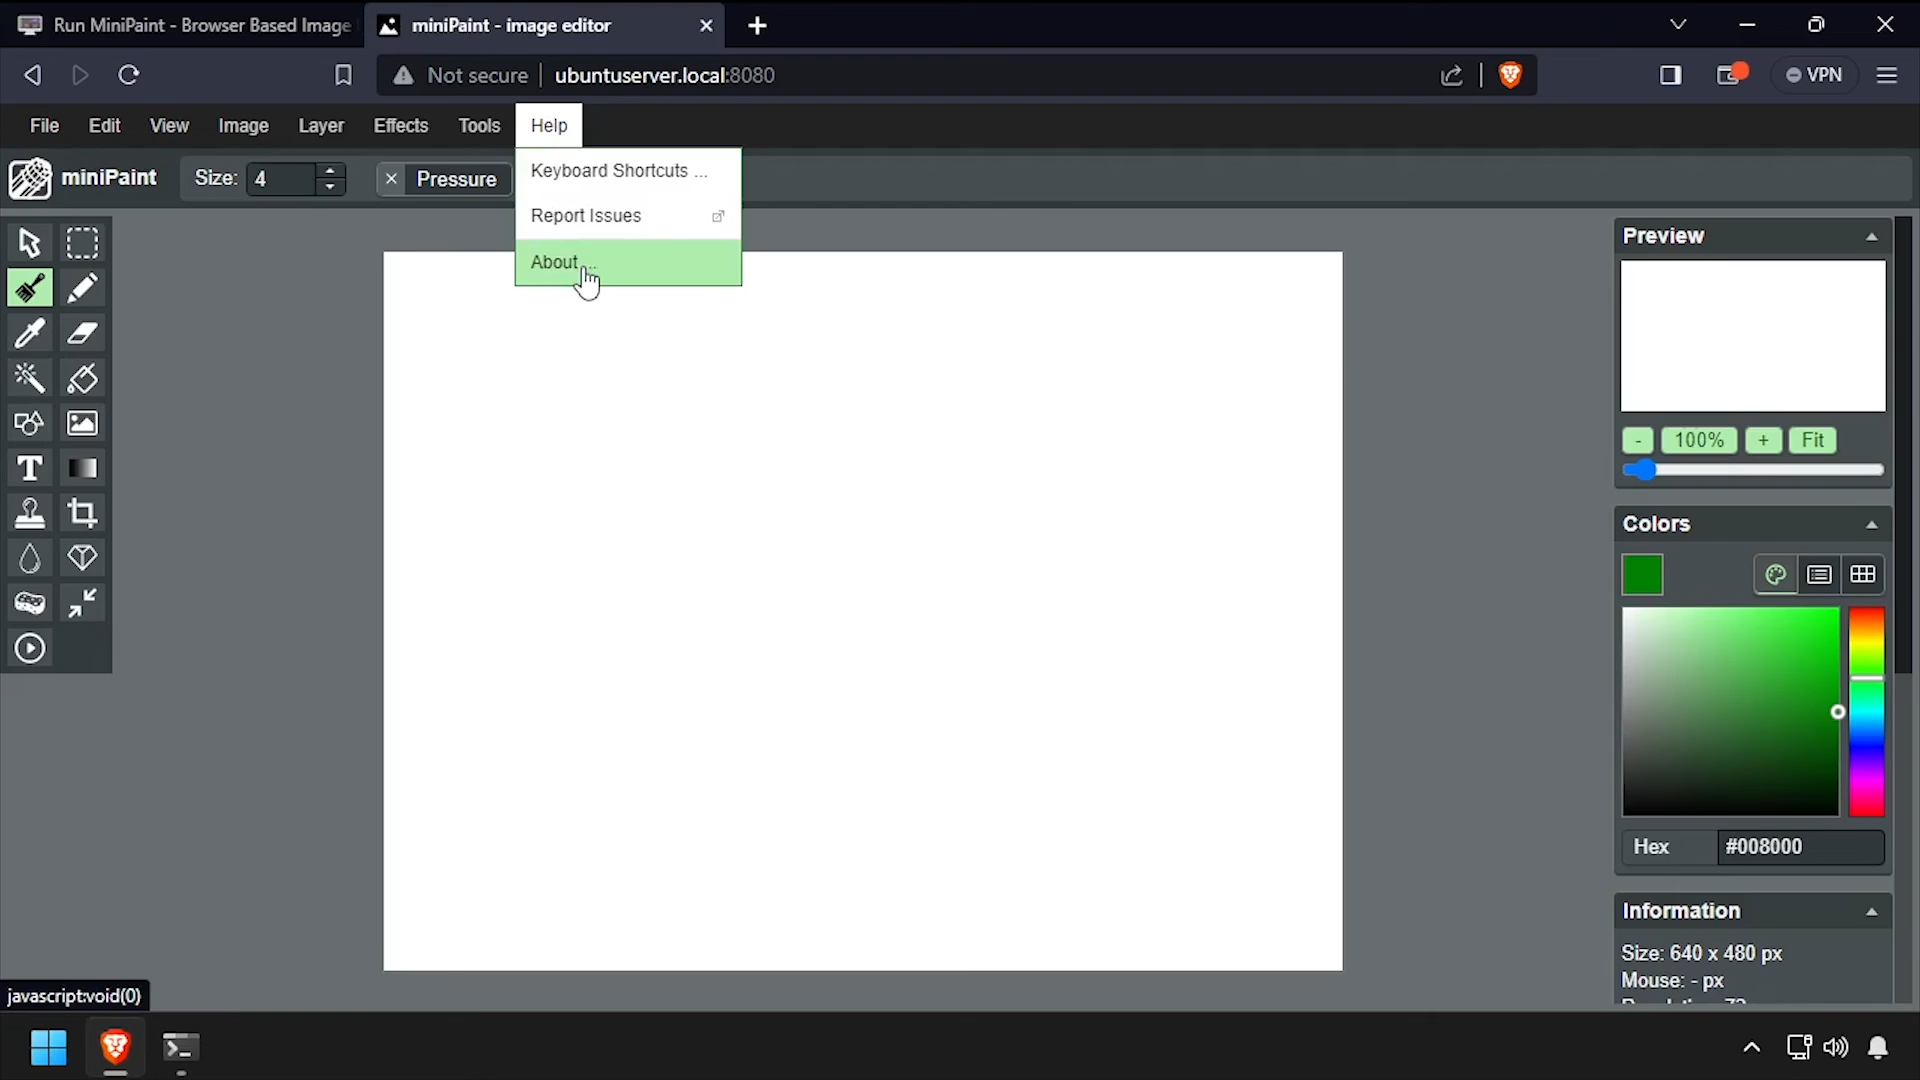 Run MiniPaint - Browser Based Image
miniPaint - image editor
Not secure
ubuntuserver.local:8080
VPN
File Edit View Image Layer Effects Tools Help
miniPaint
Size: 4
Pressure
Keyboard Shortcuts ...
Report Issues
About ...
Preview
- 100% + Fit
Colors
Hex #008000
Information
Size: 640 x 480 px
Mouse: - px
javascript:void(0)